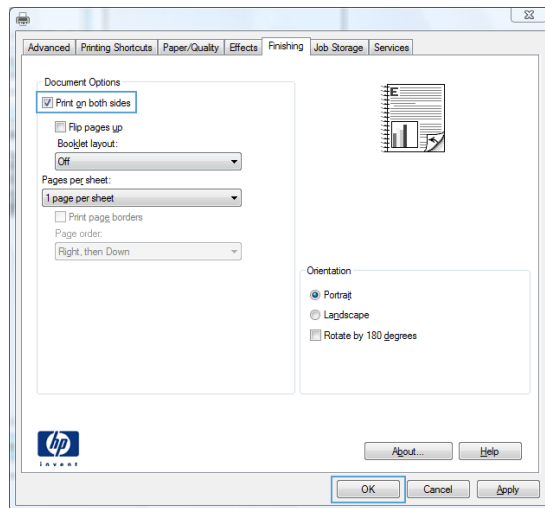 Advanced Printing Shortcuts Paper/Quality Effects Finishing Job Storage Services
Document Options
Print on both sides
Flip pages up
Booklet layout:
Off
Pages per sheet:
1 page per sheet
Print page borders
Page order:
Right, then Down
E
Orientation
Portrait
Landscape
Rotate by 180 degrees
hp
invent
About... Help
OK Cancel Apply